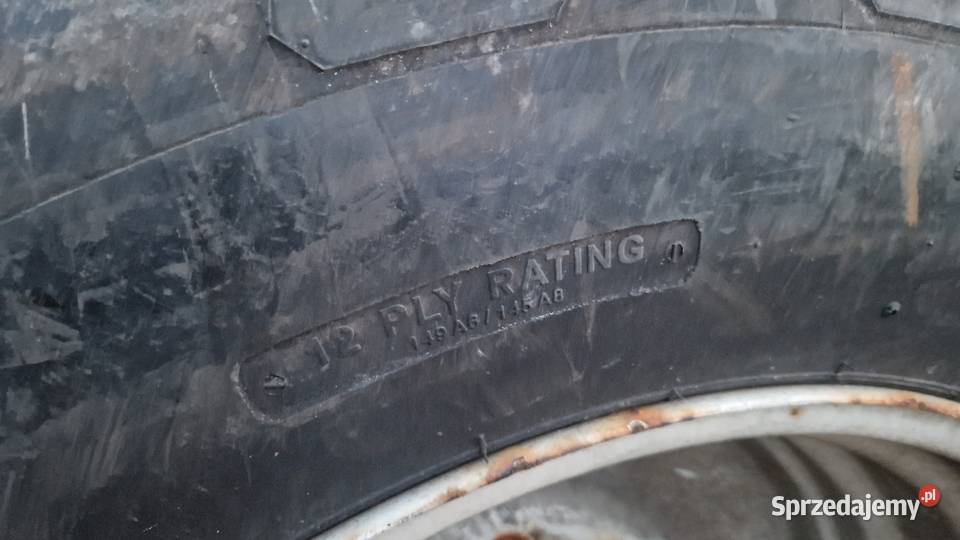 12 PLY RATING
149 A6 / 145 A8
Sprzedajemy.pl